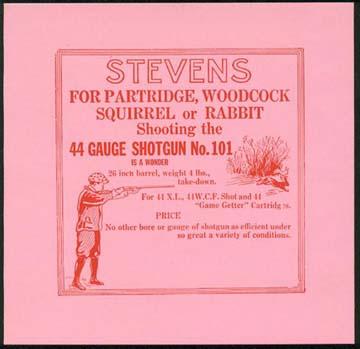 STEVENS
FOR PARTRIDGE, WOODCOCK
SQUIRREL or RABBIT
Shooting the
44 GAUGE SHOTGUN No. 101
IS A WONDER
26 inch barrel, weight 4 lbs.,
take-down.
For 44 X.L., 44 W.C.F. Shot and 44
"Game Getter" Cartridg s.
PRICE
No other bore or gauge of shotgun as efficient under
so great a variety of conditions.